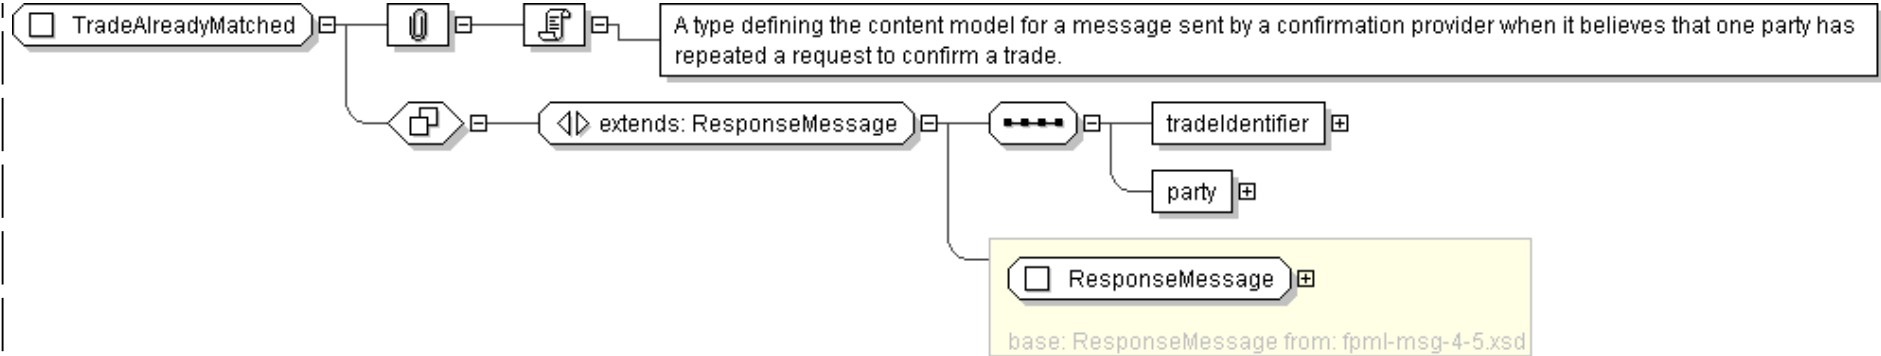 TradeAlreadyMatched
A type defining the content model for a message sent by a confirmation provider when it believes that one party has
repeated a request to confirm a trade.
extends: ResponseMessage
tradeIdentifier
party
ResponseMessage
base: ResponseMessage from: fpml-msg-4-5.xsd